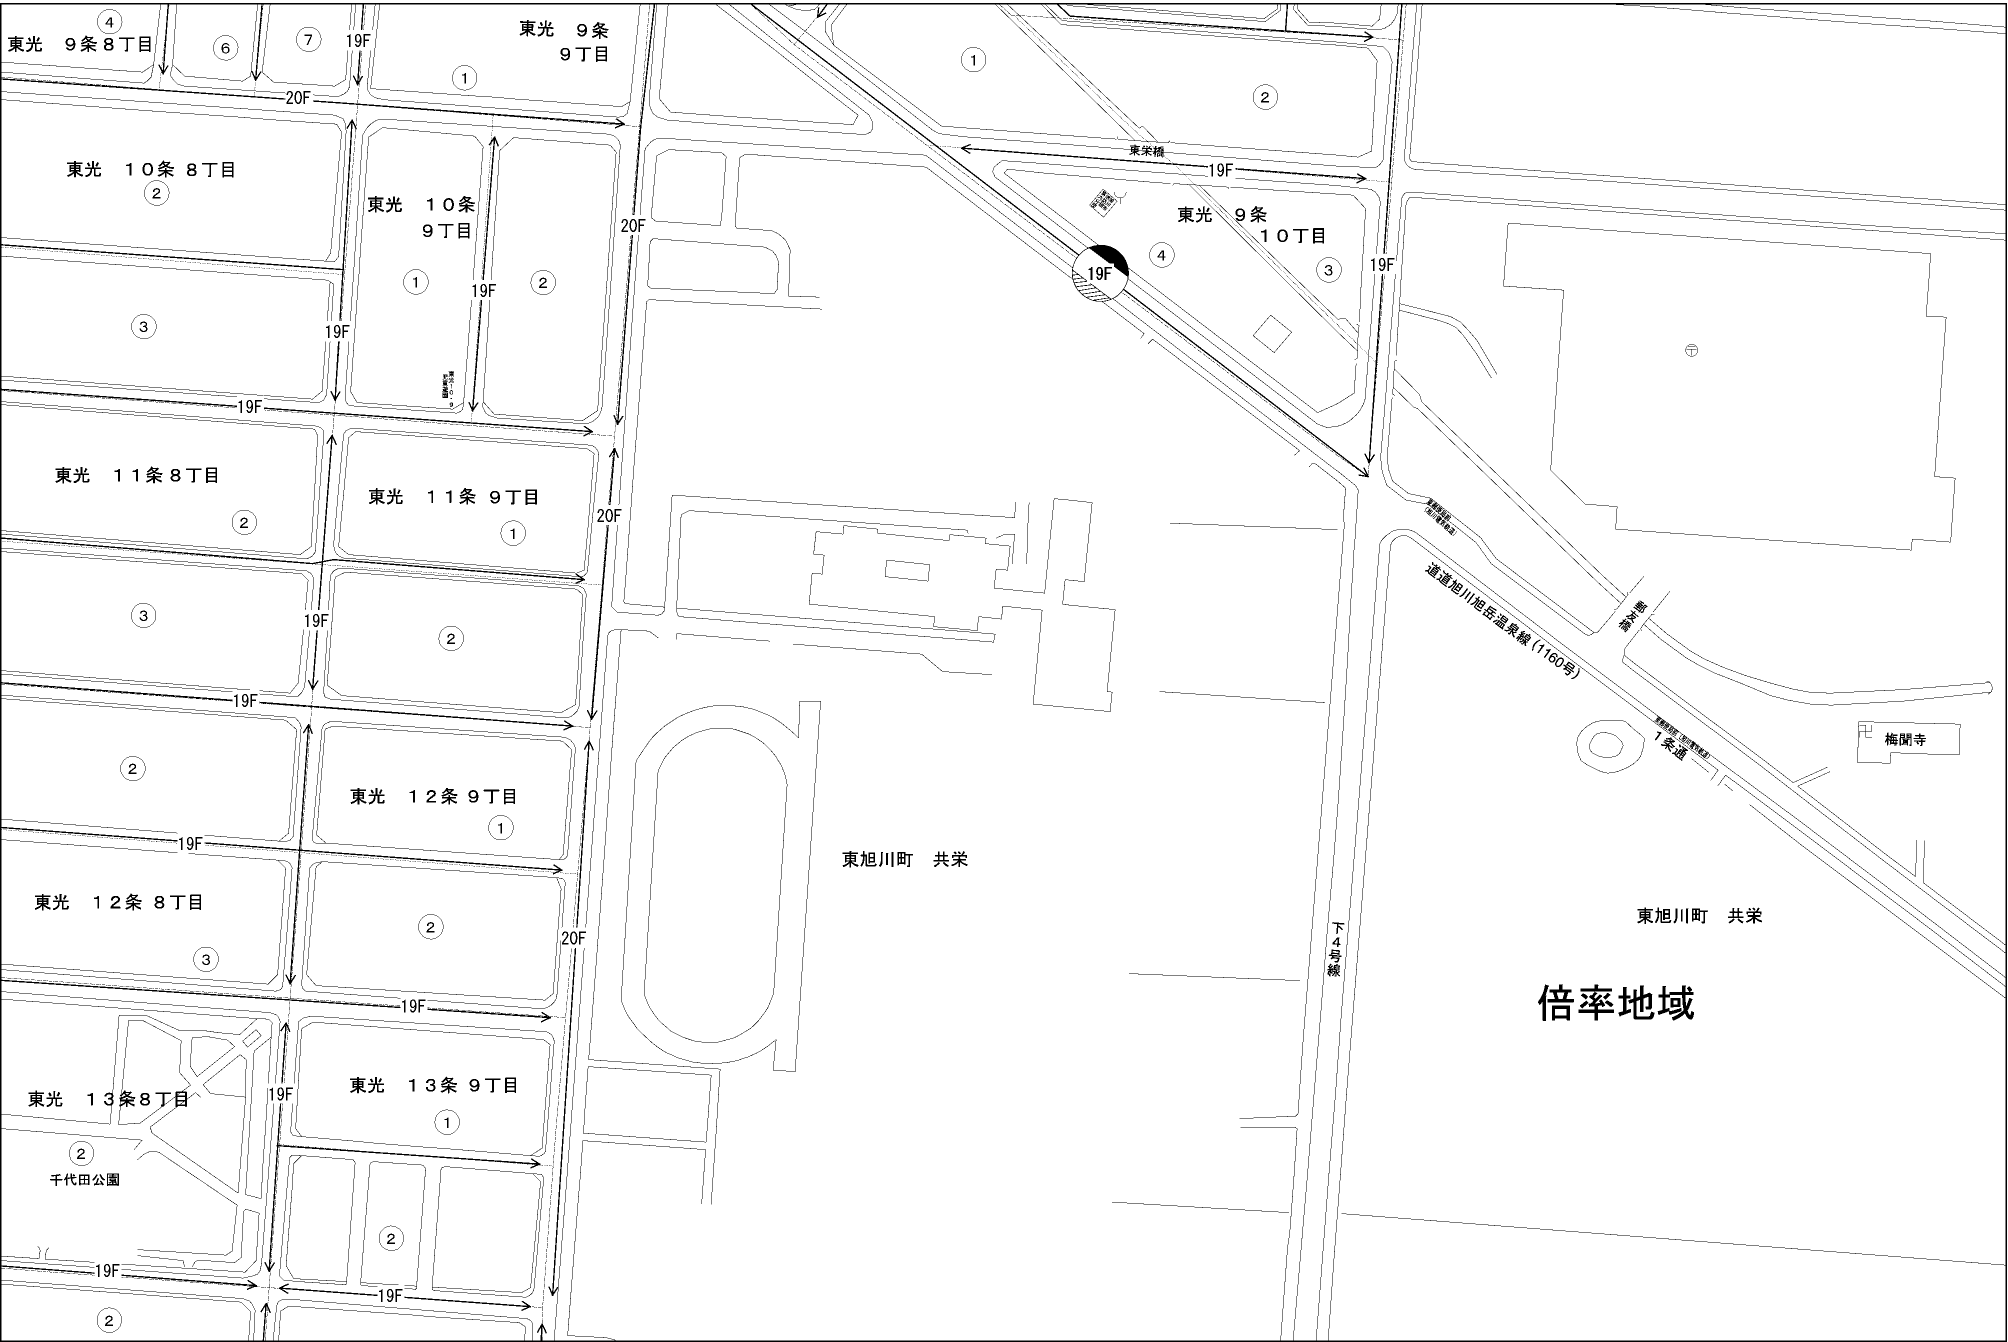 ④
東光　９条８丁目
⑥
⑦
19F
東光　９条
９丁目
①
①
②
20F
東光　１０条 ８丁目
②
東光　１０条
９丁目
20F
東栄橋
19F
東光　９条
１０丁目
④
③
19F
19F
①
19F
②
③
19F
19F
東光　１１条 ８丁目
②
東光　１１条 ９丁目
①
20F
③
19F
②
道道旭川旭岳温泉線（1160号）
郵友橋
19F
梅聞寺
１条通
②
東光　１２条 ９丁目
①
19F
東旭川町　共栄
東光　１２条 ８丁目
②
③
20F
下４号線
東旭川町　共栄
倍率地域
19F
東光　１３条８丁目
19F
東光　１３条 ９丁目
①
②
千代田公園
②
19F
19F
②